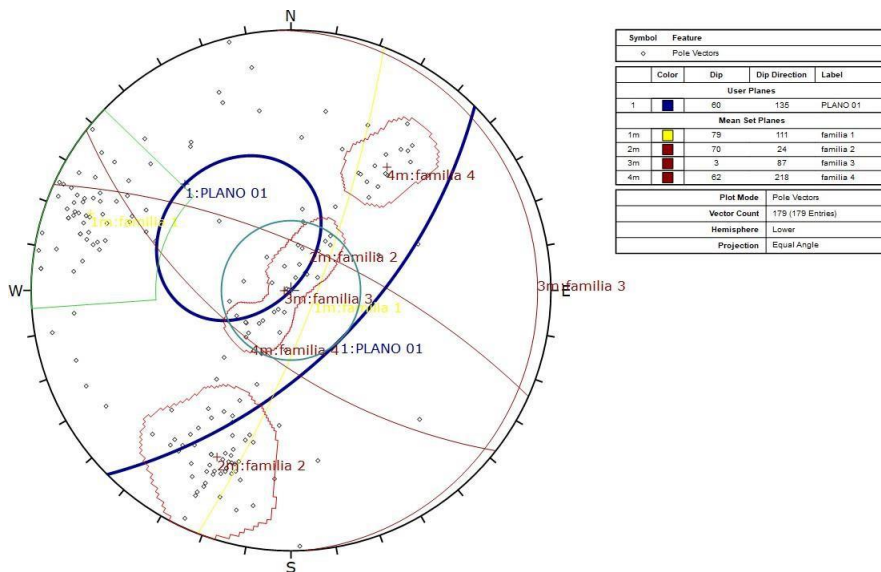 N
W
E
S
1:PLANO 01
4m:familia 4
1m:familia 1
2m:familia 2
3m:familia 3
3m:familia 3
1m:familia 1
4m:familia 4
1:PLANO 01
2m:familia 2
Symbol Feature
Pole Vectors
Color Dip Dip Direction Label
User Planes
1 60 135 PLANO 01
Mean Set Planes
1m 79 111 familia 1
2m 70 24 familia 2
3m 3 87 familia 3
4m 62 218 familia 4
Plot Mode Pole Vectors
Vector Count 179 (179 Entries)
Hemisphere Lower
Projection Equal Angle